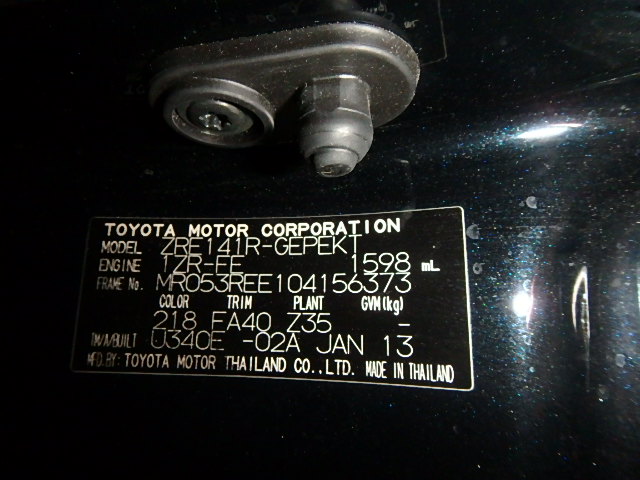 TOYOTA MOTOR CORPORATION
MODEL ZRE141R-GEPEKT
ENGINE 1ZR-FE 1598 mL
FRAME No. MR053REE104156373
COLOR TRIM PLANT GVM(kg)
218 FA40 Z35 -
TM/A/BUILT U340E -02A JAN 13
MFD.BY: TOYOTA MOTOR THAILAND CO.,LTD. MADE IN THAILAND